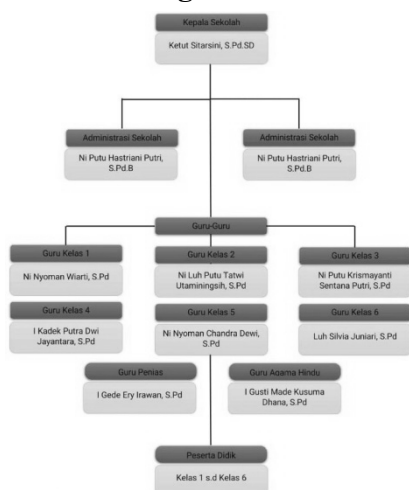 Kepala Sekolah
Ketut Sitarsini, S.Pd.SD
Administrasi Sekolah
Ni Putu Hastriani Putri,
S.Pd.B
Administrasi Sekolah
Ni Putu Hastriani Putri,
S.Pd.B
Guru-Guru
Guru Kelas 1
Ni Nyoman Wiarti, S.Pd
Guru Kelas 2
Ni Luh Putu Tatwi
Utaminingsih, S.Pd
Guru Kelas 3
Ni Putu Krismayanti
Sentana Putri, S.Pd
Guru Kelas 4
I Kadek Putra Dwi
Jayantara, S.Pd
Guru Kelas 5
Ni Nyoman Chandra Dewi,
S.Pd
Guru Kelas 6
Luh Silvia Juniari, S.Pd
Guru Penjas
I Gede Ery Irawan, S.Pd
Guru Agama Hindu
I Gusti Made Kusuma
Dhana, S.Pd
Peserta Didik
Kelas 1 s.d Kelas 6